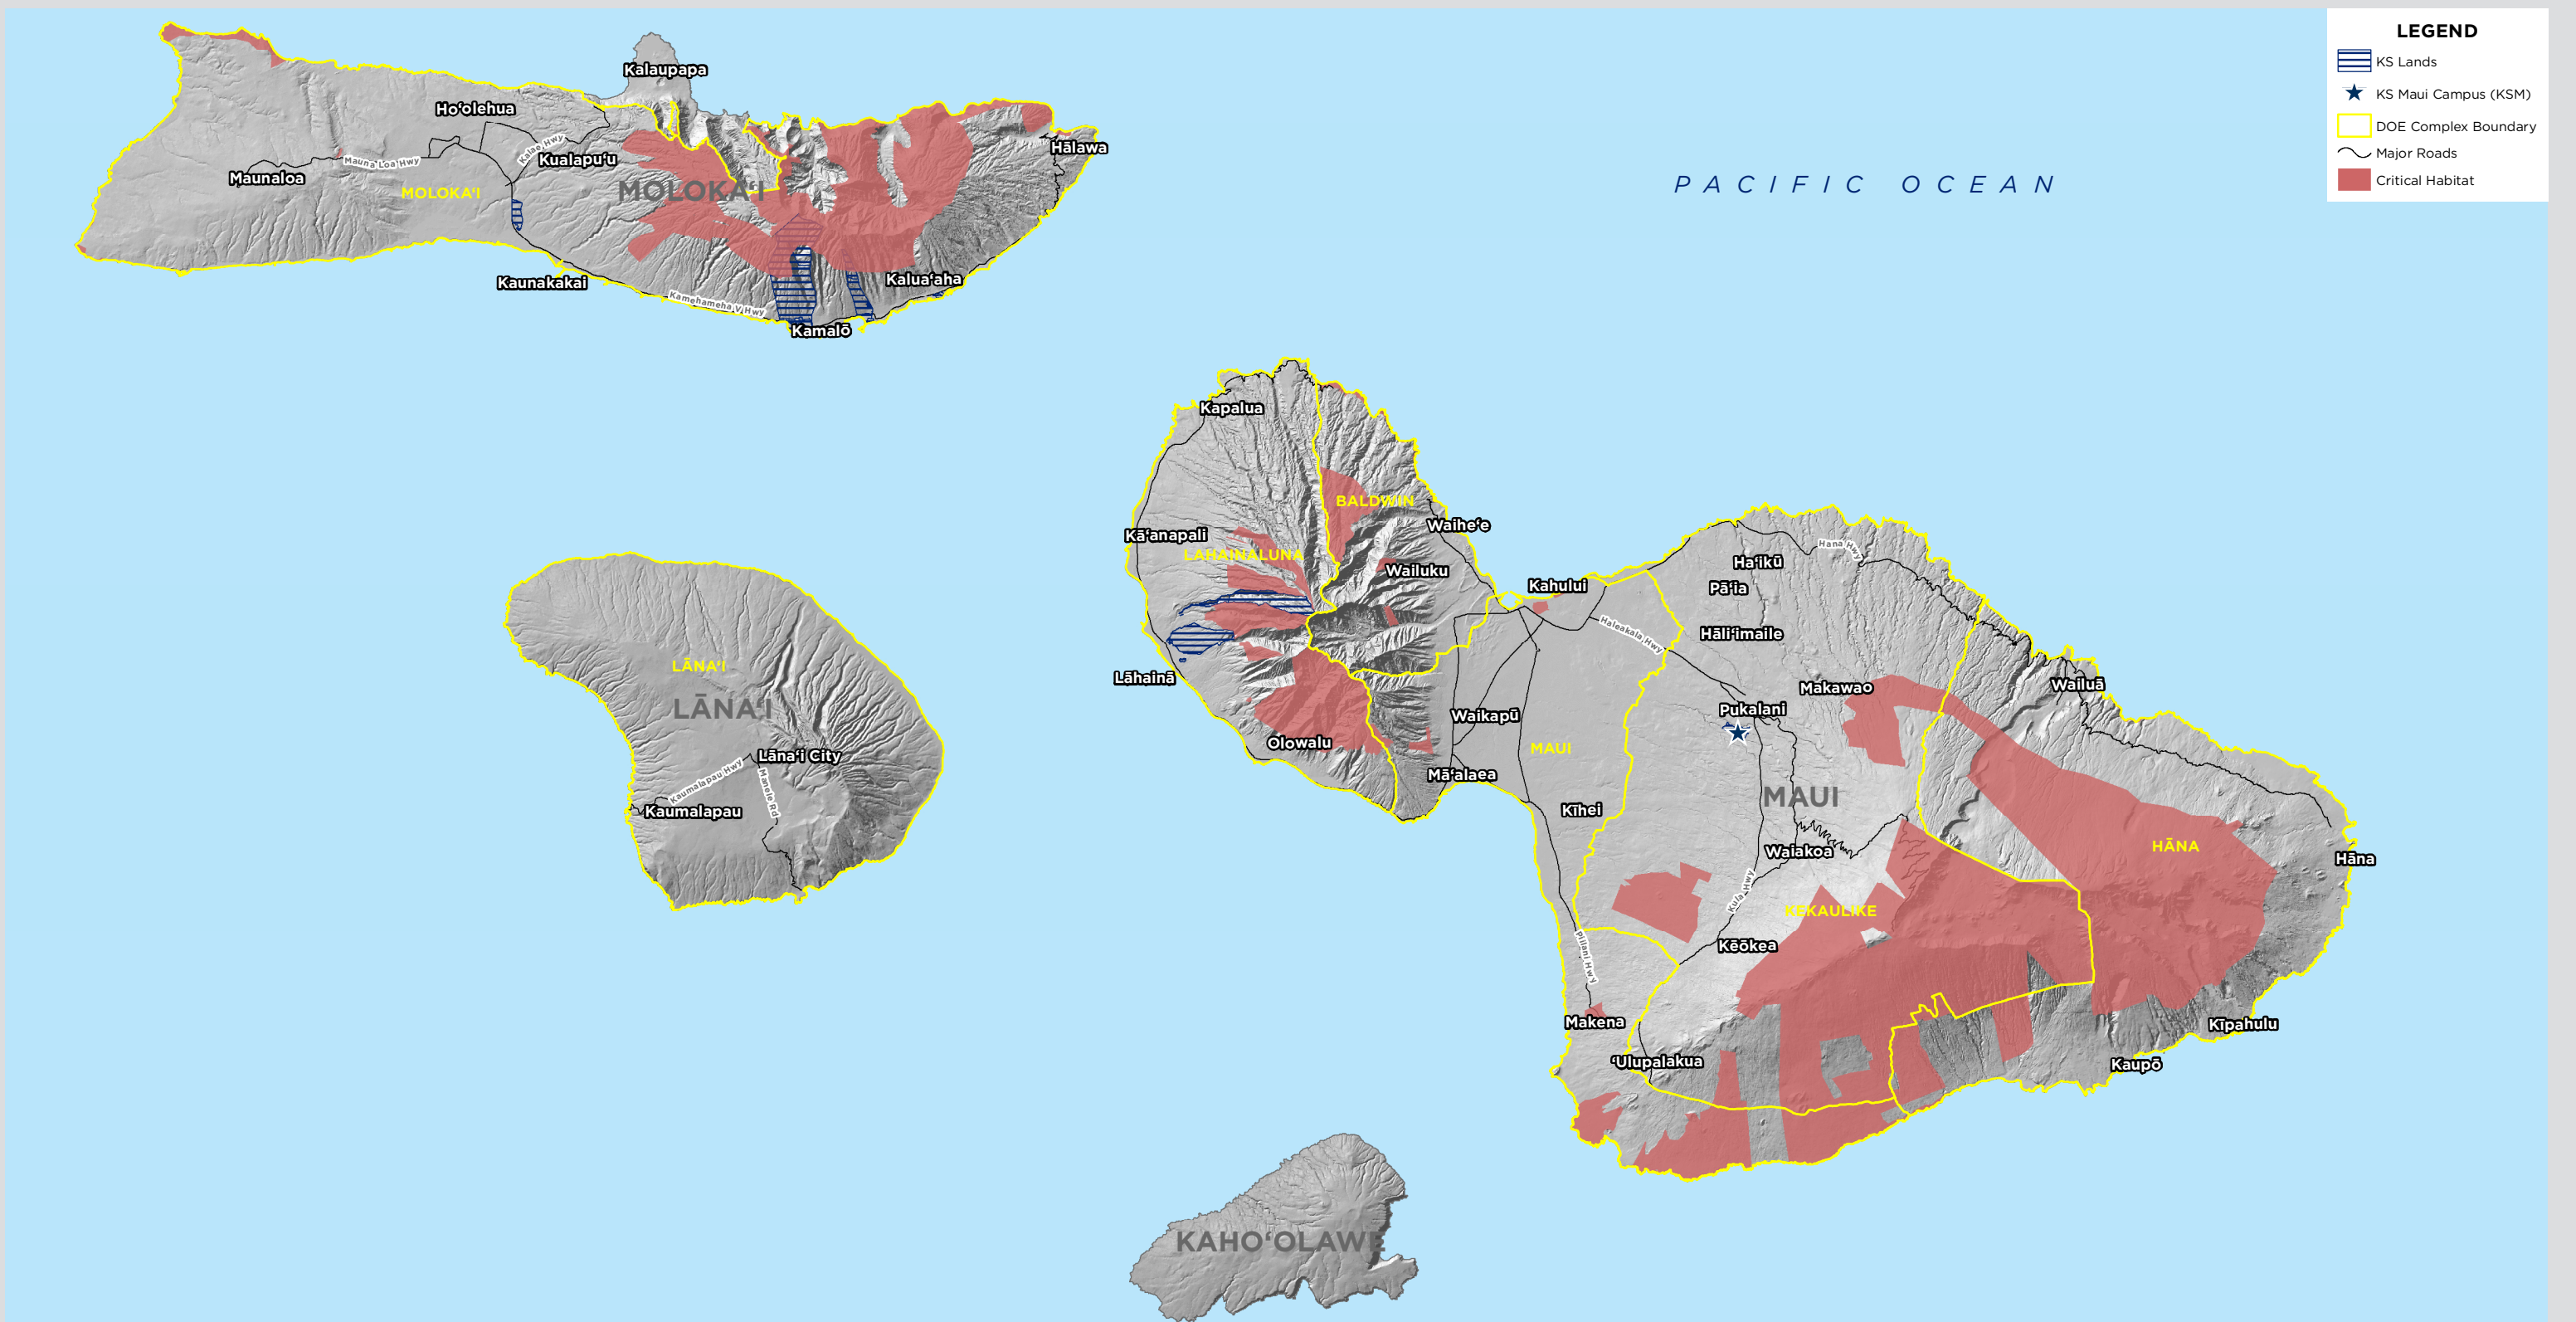 LEGEND
KS Lands
KS Maui Campus (KSM)
DOE Complex Boundary
Major Roads
Critical Habitat
PACIFIC OCEAN
Kalaupapa
Hoʻolehua
Kalae Hwy
Kualapuʻu
Mauna Loa Hwy
Maunaloa
MOLOKAʻI
MOLOKAʻI
Hālawa
Kaunakakai
Kaluaʻaha
Kamehameha V Hwy
Kamalō
Kapalua
BALDWIN
Waiheʻe
Kāʻanapali
LAHAINALUNA
Wailuku
Kahului
Hana Hwy
Haʻikū
Pāʻia
Haleakala Hwy
Hāliʻimaile
Lāhainā
Makawao
Wailuā
Pukalani
Waikapū
Olowalu
MAUI
Māʻalaea
MAUI
Kīhei
Waiakoa
HĀNA
Hāna
Kula Hwy
KEKAULIKE
Kēōkea
Piilani Hwy
Makena
Kīpahulu
ʻUlupalakua
Kaupō
LĀNAʻI
LĀNAʻI
Lānaʻi City
Kaumalapau Hwy
Manele Rd
Kaumalapau
KAHOʻOLAWE